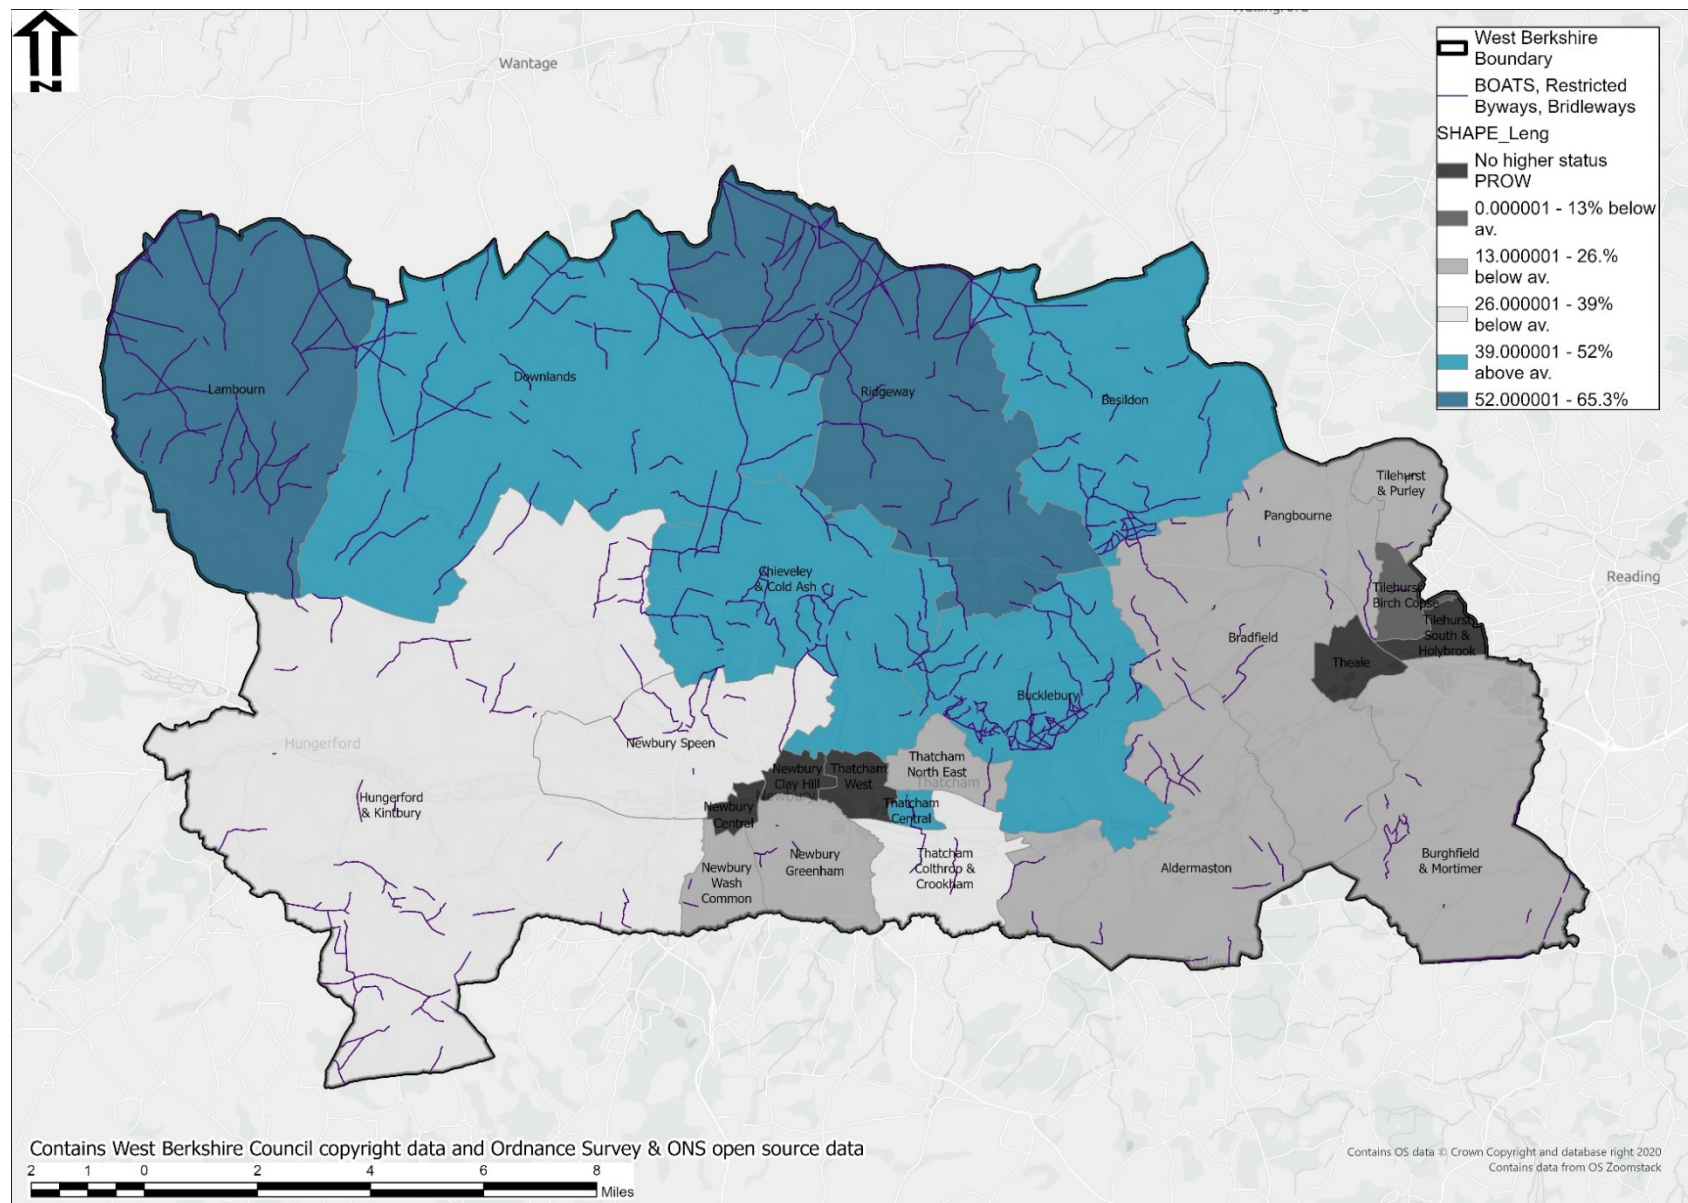 Wallingford
N
Wantage
West Berkshire
Boundary
BOATS, Restricted
Byways, Bridleways
SHAPE_Leng
No higher status
PROW
0.000001 - 13% below
av.
13.000001 - 26.%
below av.
26.000001 - 39%
below av.
39.000001 - 52%
above av.
52.000001 - 65.3%
Lambourn
Downlands
Ridgeway
Basildon
Tilehurst
& Purley
Pangbourne
Reading
Chieveley
& Cold Ash
Tilehurst
Birch Copse
Tilehurst
South &
Holybrook
Bradfield
Theale
Bucklebury
Hungerford
Newbury Speen
Thatcham
North East
Thatcham
Newbury
Clay Hill
Newbury
Thatcham
West
Hungerford
& Kintbury
Newbury
Central
Thatcham
Central
Newbury
Wash
Common
Newbury
Greenham
Thatcham
Colthrop &
Crookham
Aldermaston
Burghfield
& Mortimer
Contains West Berkshire Council copyright data and Ordnance Survey & ONS open source data
2 1 0 2 4 6 8
Miles
Contains OS data © Crown Copyright and database right 2020
Contains data from OS Zoomstack